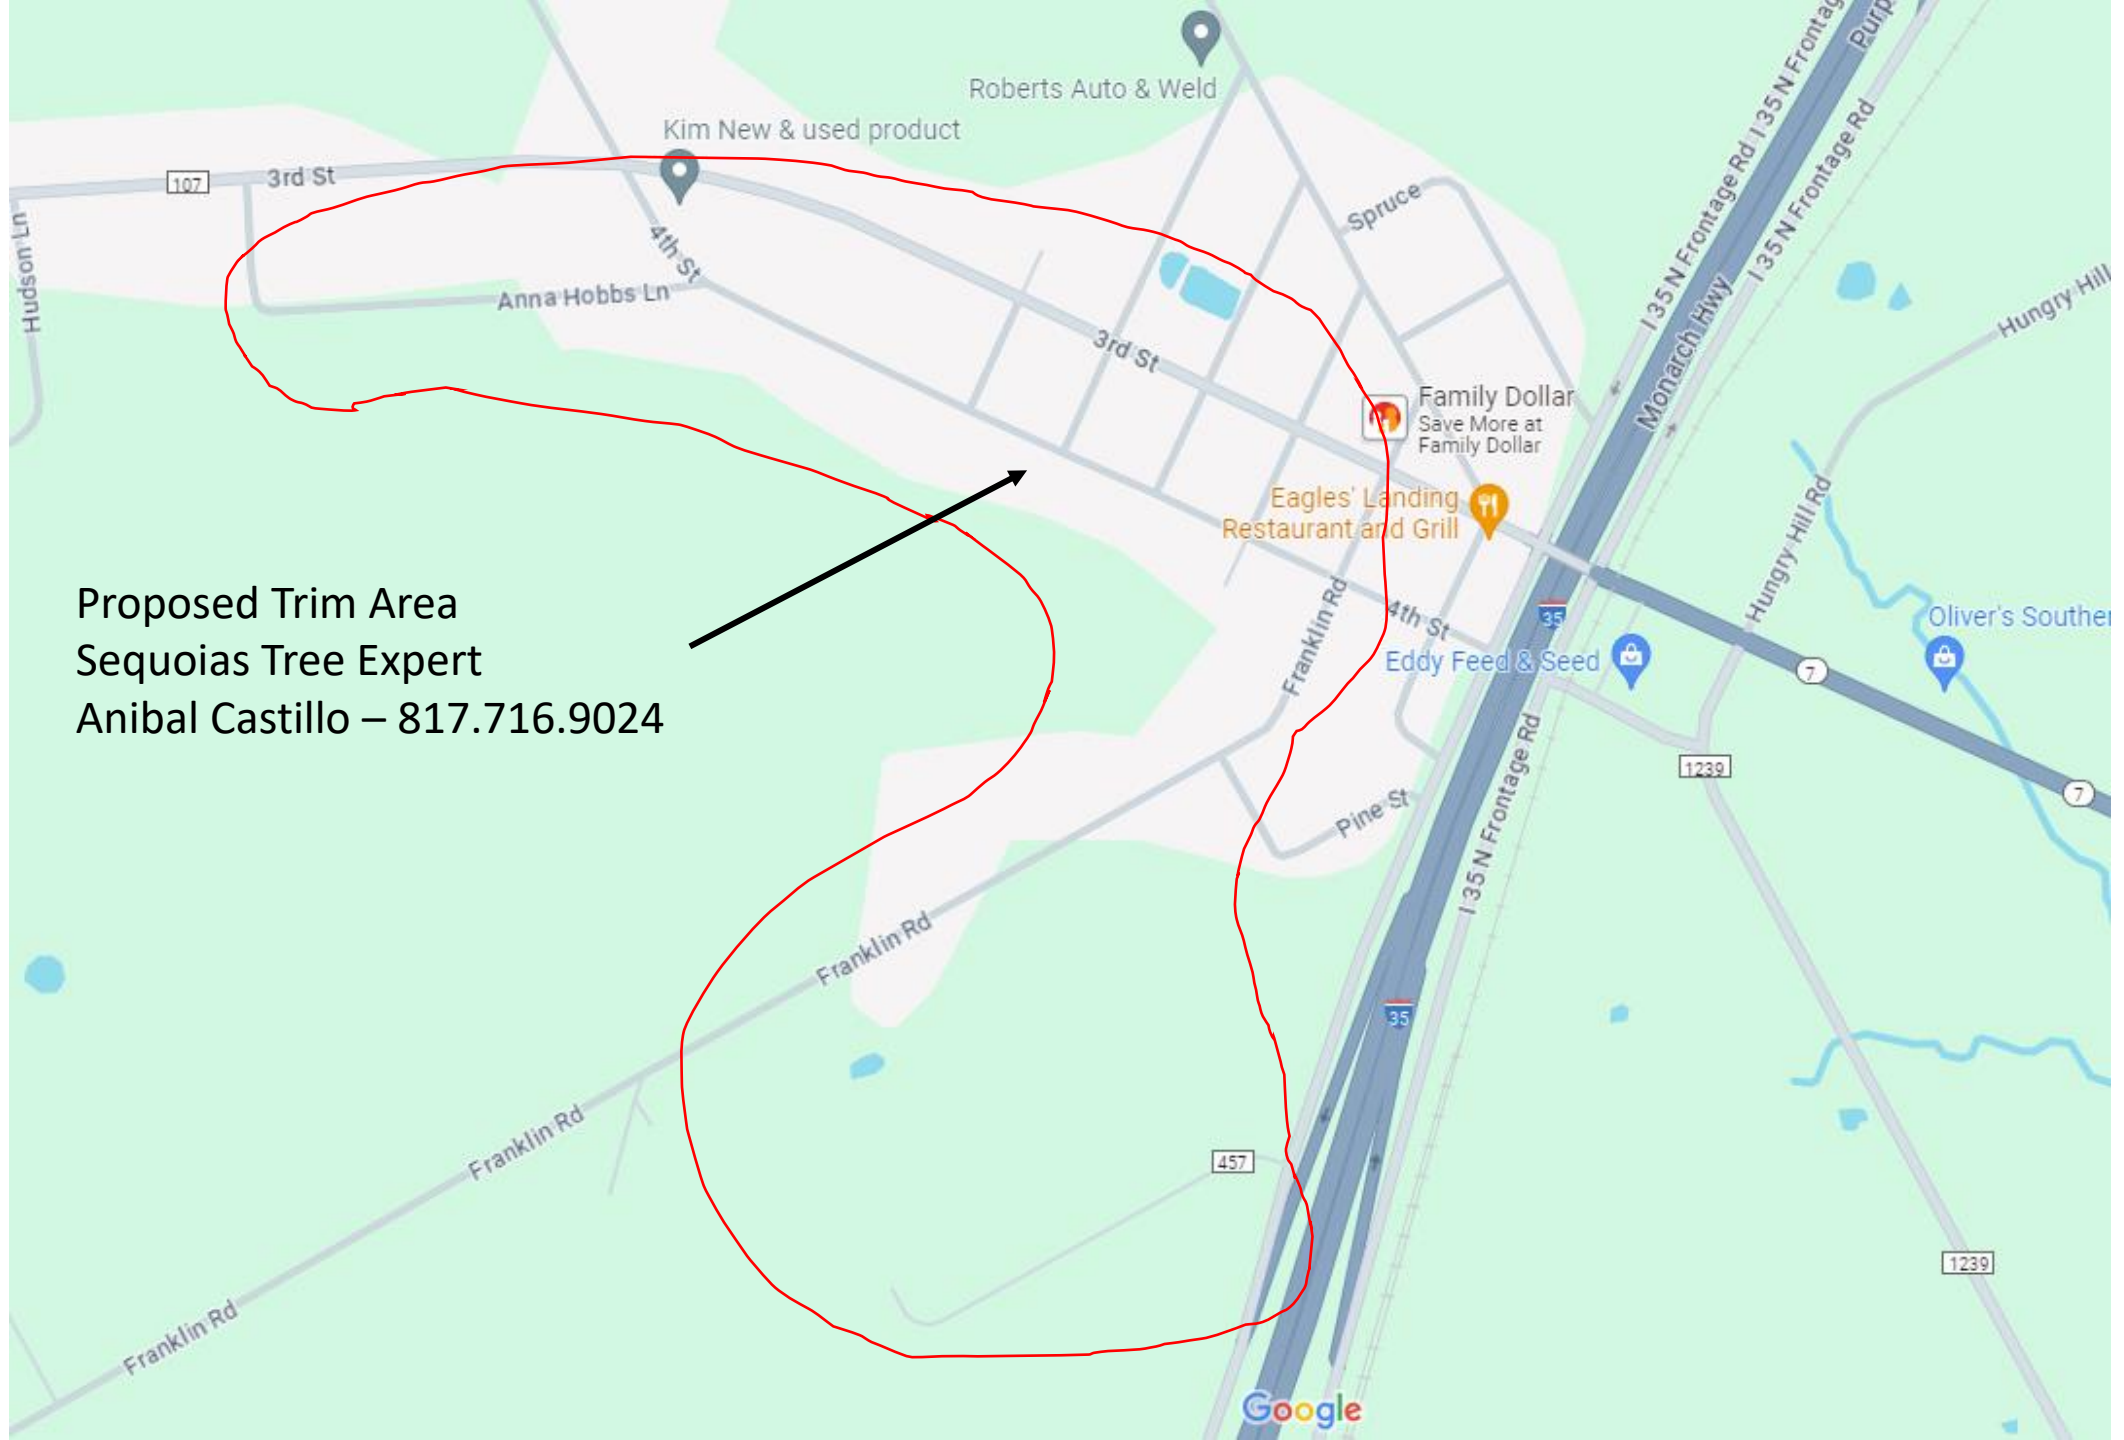 I 35 N Frontage Rd
I 35 N Frontag
Purp
Roberts Auto & Weld
Kim New & used product
107
3rd St
Spruce
I 35 N Frontage Rd
Hudson Ln
4th St
Anna Hobbs Ln
Monarch Hwy
Hungry Hill
3rd St
Family Dollar
Save More at
Family Dollar
Eagles' Landing
Restaurant and Grill
Hungry Hill Rd
Proposed Trim Area
Sequoias Tree Expert
Anibal Castillo – 817.716.9024
Franklin Rd
4th St
35
Oliver's Souther
Eddy Feed & Seed
7
1239
7
Pine St
I 35 N Frontage Rd
Franklin Rd
35
Franklin Rd
457
1239
Franklin Rd
Google